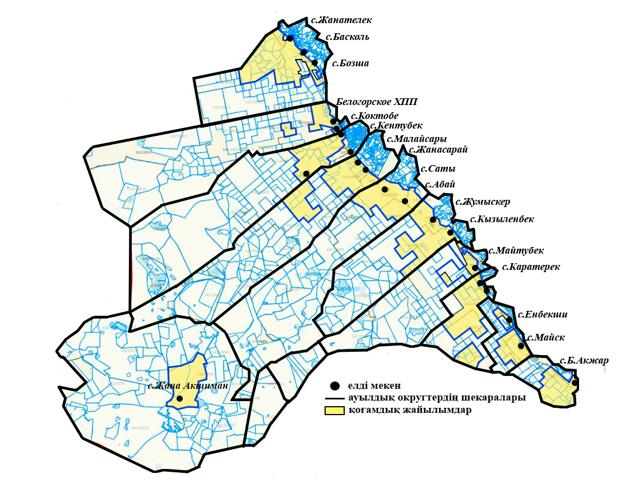 с.Жанателек
с.Басколь
с.Бозша
Белогорское ХПП
с.Коктобе
с.Кентубек
с.Малайсары
с.Жанасарай
с.Саты
с.Абай
с.Жумыскер
с.Кызыленбек
с.Майтубек
с.Каратерек
с.Енбекши
с.Майск
с.Б.Акжар
с.Жана Акшиман
елді мекен
ауылдық округтердің шекаралары
қоғамдық жайылымдар